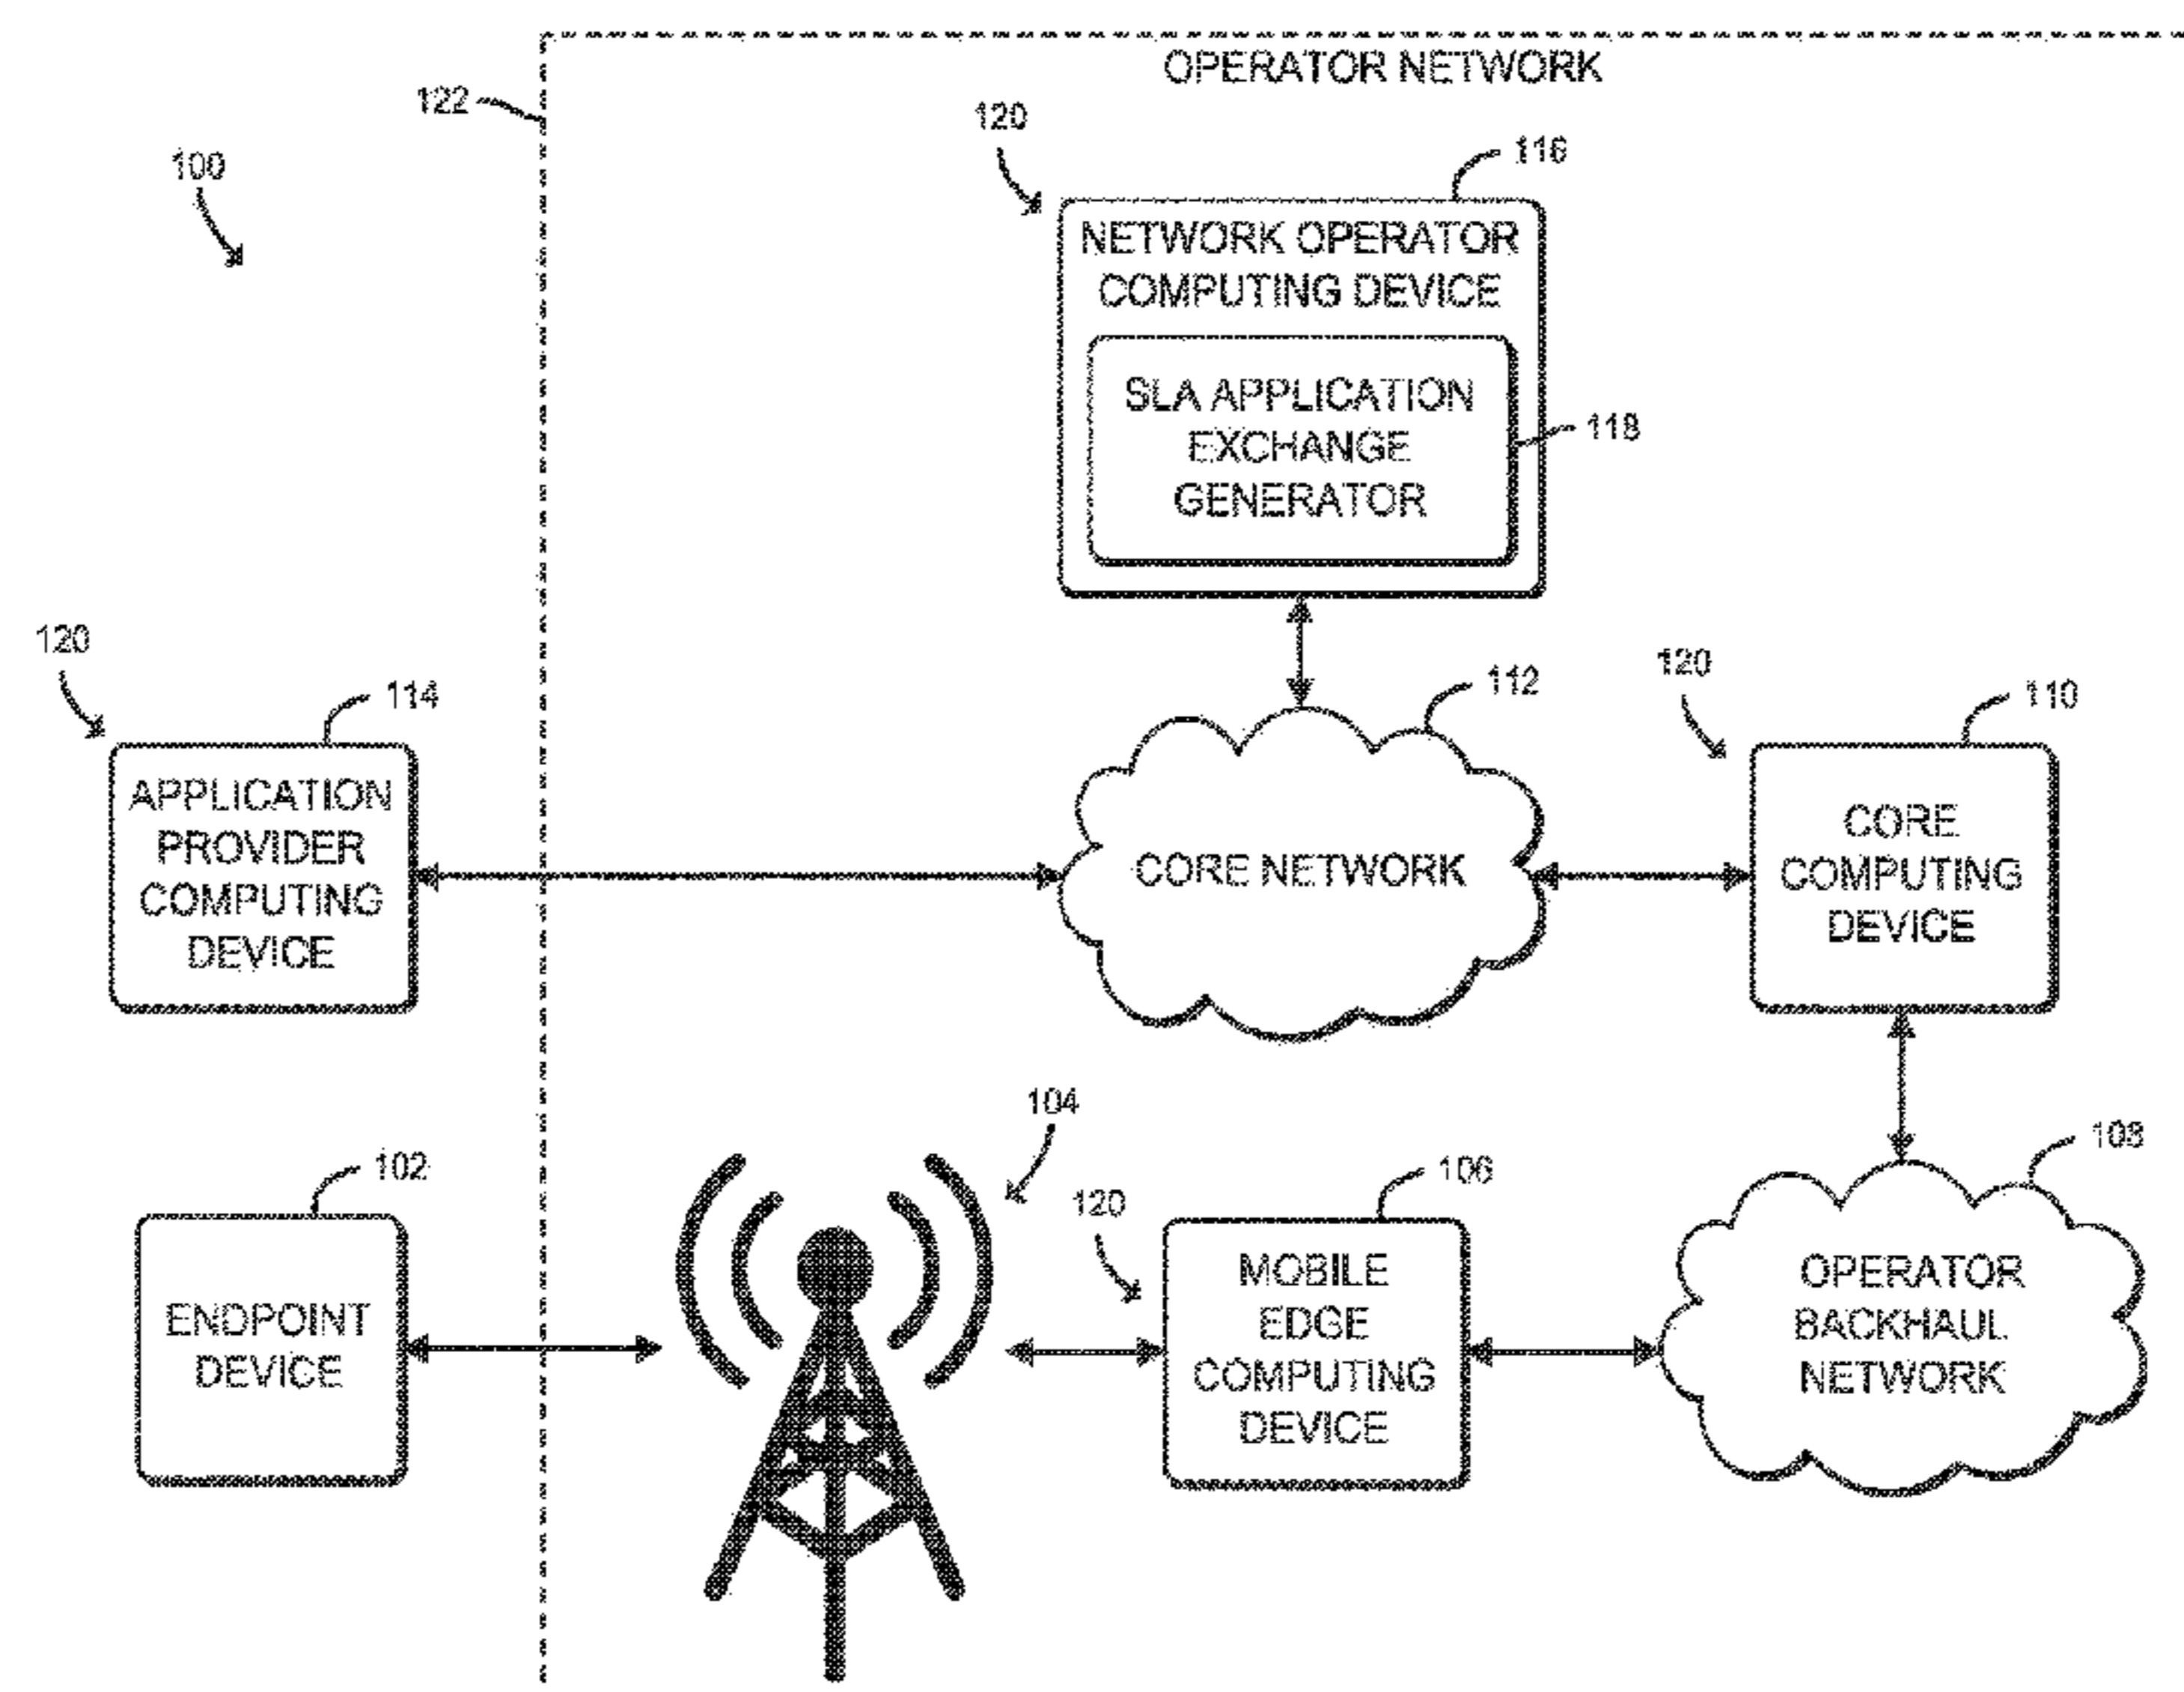 OPERATOR NETWORK
122
120
116
100
NETWORK OPERATOR
COMPUTING DEVICE
SLA APPLICATION
EXCHANGE
GENERATOR
118
120
114
112
120
110
APPLICATION
PROVIDER
COMPUTING
DEVICE
CORE NETWORK
CORE
COMPUTING
DEVICE
104
108
102
120
106
ENDPOINT
DEVICE
MOBILE
EDGE
COMPUTING
DEVICE
OPERATOR
BACKHAUL
NETWORK